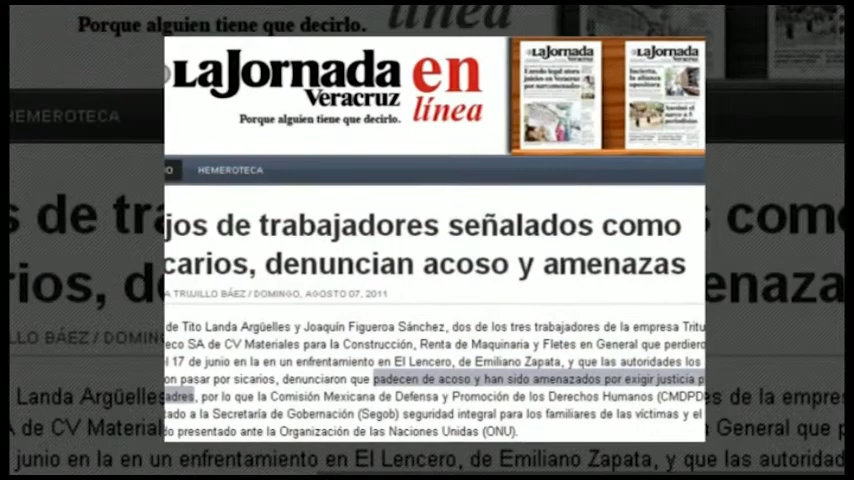 Porque alguien tiene que decirlo.
línea
LaJornada en
Veracruz línea
Porque alguien tiene que decirlo.
LaJornada
Veracruz
LaJornada
Veracruz
HEMEROTECA
HEMEROTECA
jos de trabajadores señalados como
carios, denuncian acoso y amenazas
A TRUJILLO BÁEZ / DOMINGO, AGOSTO 07, 2011
de Tito Landa Argüelles y Joaquín Figueroa Sánchez, dos de los tres trabajadores de la empresa Tritu
eco SA de CV Materiales para la Construcción, Renta de Maquinaria y Fletes en General que perdiero
l 17 de junio en la en un enfrentamiento en El Lencero, de Emiliano Zapata, y que las autoridades los
on pasar por sicarios, denunciaron que padecen de acoso y han sido amenazados por exigir justicia p
adres, por lo que la Comisión Mexicana de Defensa y Promoción de los Derechos Humanos (CMDPD
tado a la Secretaría de Gobernación (Segob) seguridad integral para los familiares de las víctimas y el
do presentado ante la Organización de las Naciones Unidas (ONU).
s de tra como
rios, d enaza
LLO BÁEZ / DOMIN
Landa Argüelles s de la empres
A de CV Material General que p
junio en la en un enfrentamiento en El Lencero, de Emiliano Zapata, y que las autoridad